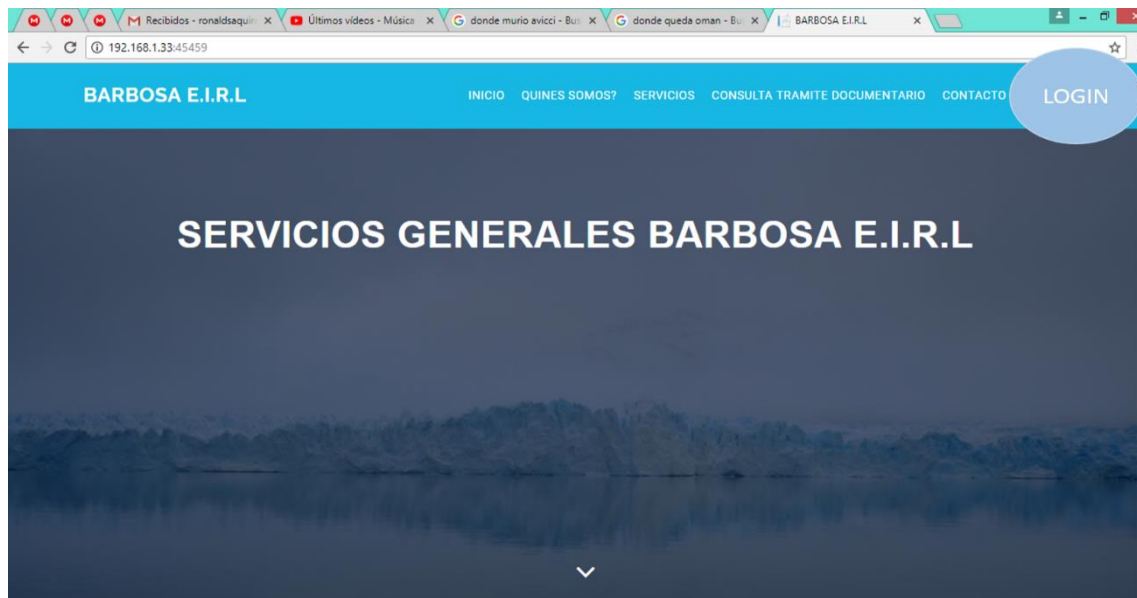 Recibidos - ronaldsaquir
Últimos vídeos - Música
donde murio avicci - Bus
donde queda oman - Bu
BARBOSA E.I.R.L
192.168.1.33:45459
BARBOSA E.I.R.L
INICIO QUINES SOMOS? SERVICIOS CONSULTA TRAMITE DOCUMENTARIO CONTACTO LOGIN
SERVICIOS GENERALES BARBOSA E.I.R.L